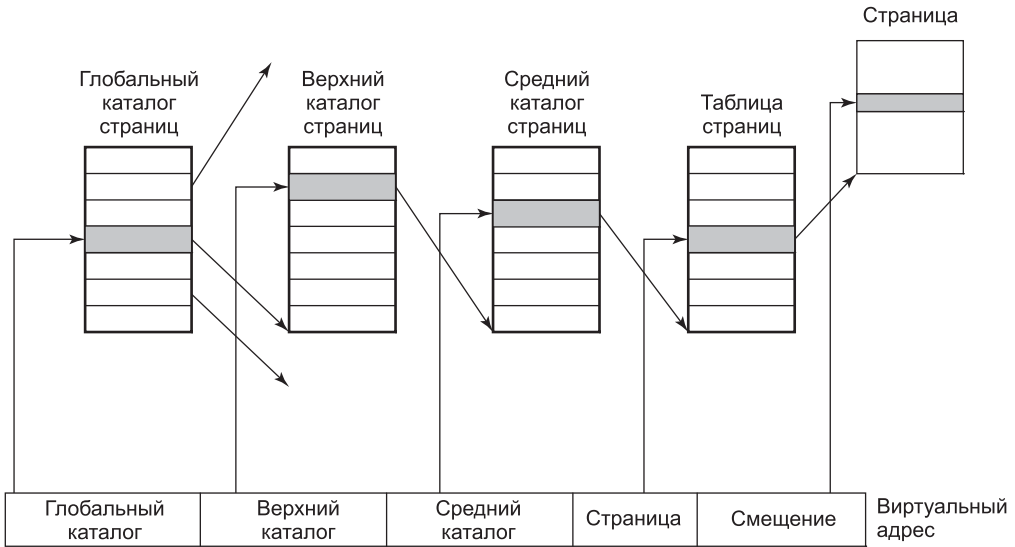 Страница
Глобальный
каталог
страниц
Верхний
каталог
страниц
Средний
каталог
страниц
Таблица
страниц
Глобальный
каталог
Верхний
каталог
Средний
каталог
Страница
Смещение
Виртуальный
адрес